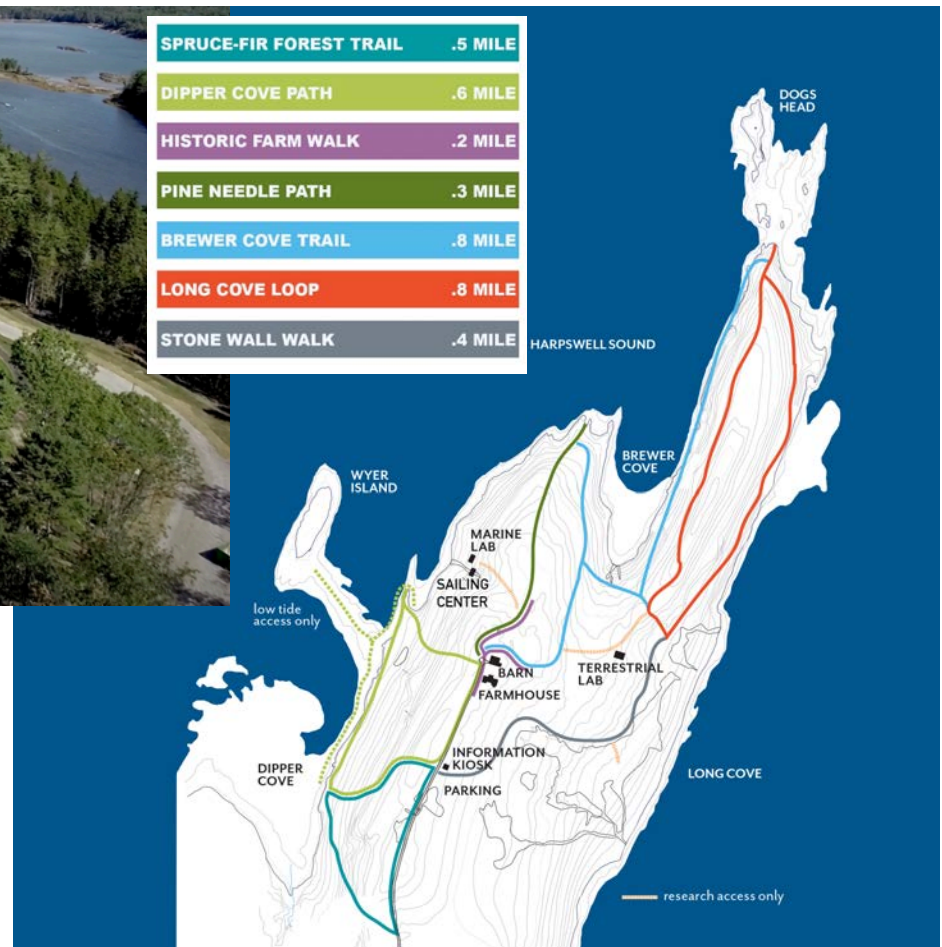 SPRUCE-FIR FOREST TRAIL .5 MILE
DIPPER COVE PATH .6 MILE
HISTORIC FARM WALK .2 MILE
PINE NEEDLE PATH .3 MILE
BREWER COVE TRAIL .8 MILE
LONG COVE LOOP .8 MILE
STONE WALL WALK .4 MILE
DOGS
HEAD
HARPSWELL SOUND
BREWER
COVE
WYER
ISLAND
MARINE
LAB
SAILING
CENTER
low tide
access only
BARN
FARMHOUSE
TERRESTRIAL
LAB
INFORMATION
KIOSK
PARKING
DIPPER
COVE
LONG COVE
research access only